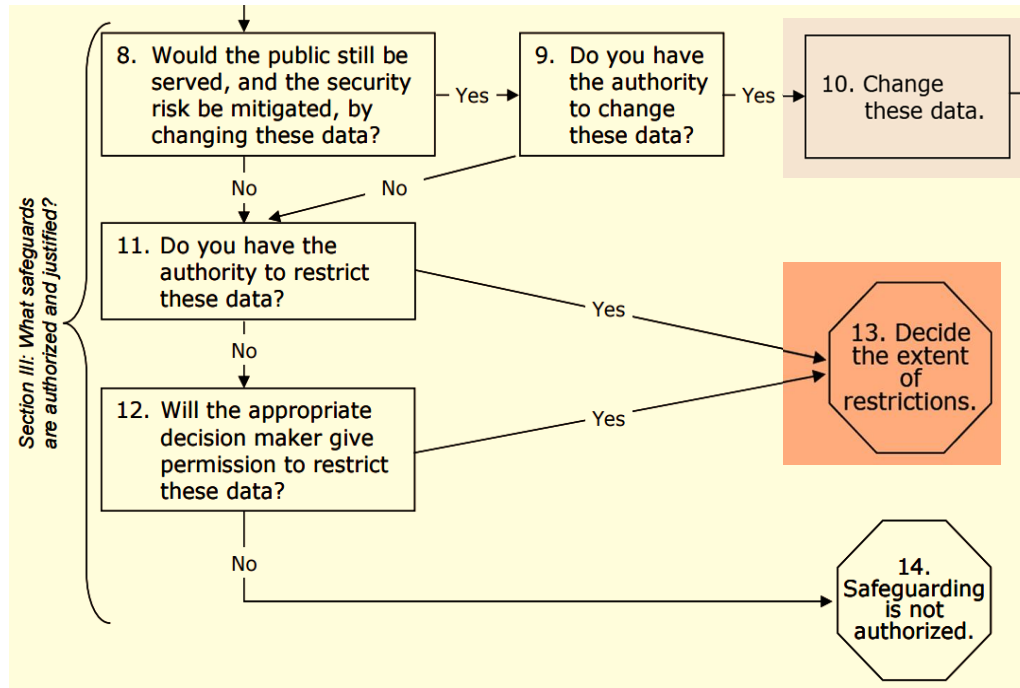 Section III: What safeguards
are authorized and justified?
8. Would the public still be
served, and the security
risk be mitigated, by
changing these data?
Yes
9. Do you have
the authority
to change
these data?
Yes
10. Change
these data.
No
No
11. Do you have the
authority to restrict
these data?
Yes
No
12. Will the appropriate
decision maker give
permission to restrict
these data?
Yes
13. Decide
the extent
of
restrictions.
No
14.
Safeguarding
is not
authorized.